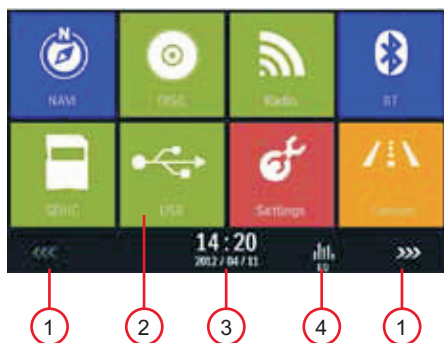 N
NAVI
DISC
Radio
BT
SDHC
USB
Settings
Camera
<<<
14 : 20
2012 / 04 / 11
EQ
>>>
1
2
3
4
1